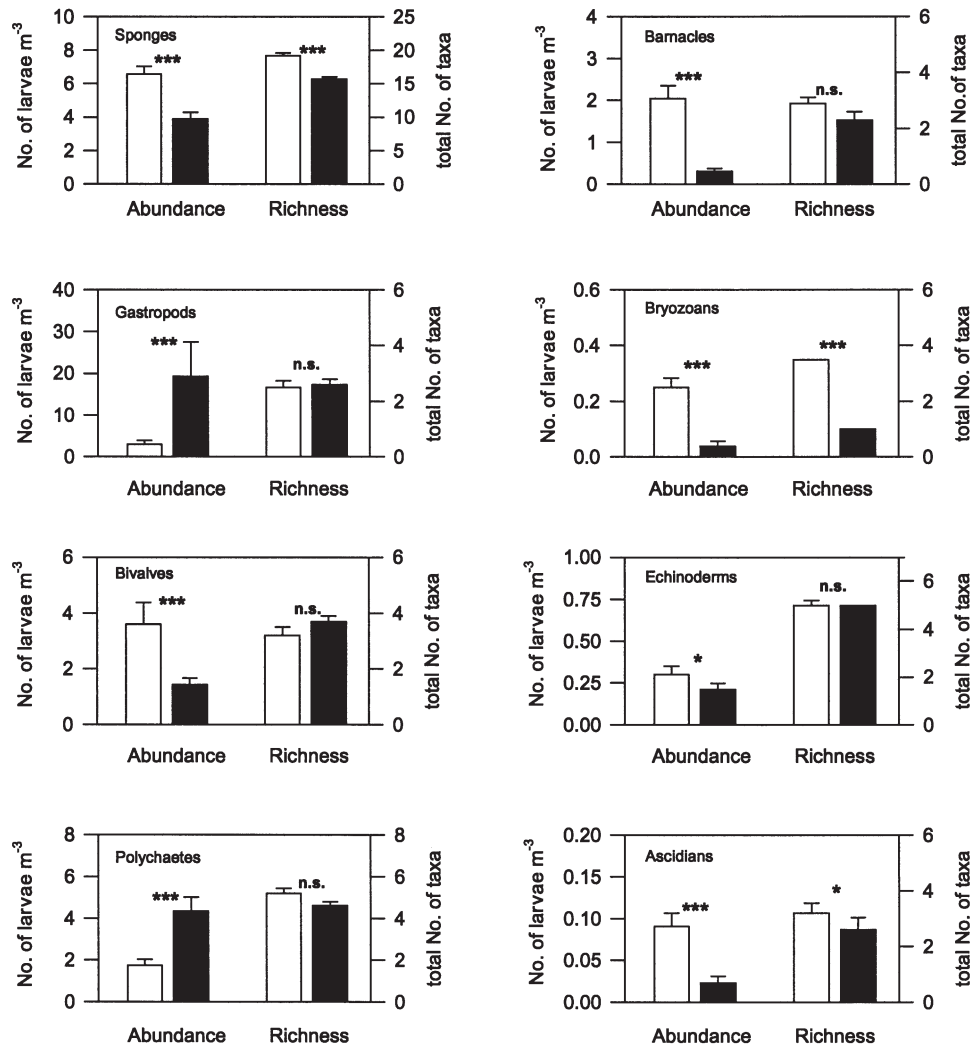 Sponges
No. of larvae m-3
10
8
6
4
2
0
***
***
25
20
15
10
5
0
total No. of taxa
Abundance Richness
Barnacles
No. of larvae m-3
4
3
2
1
0
***
n.s.
6
4
2
0
total No.of taxa
Abundance Richness
Gastropods
No. of larvae m-3
40
30
20
10
0
***
n.s.
6
4
2
0
total No. of taxa
Abundance Richness
Bryozoans
No. of larvae m-3
0.6
0.4
0.2
0.0
***
***
6
4
2
0
total No. of taxa
Abundance Richness
Bivalves
No. of larvae m-3
6
4
2
0
***
n.s.
6
4
2
0
total No. of taxa
Abundance Richness
Echinoderms
No. of larvae m-3
1.00
0.75
0.50
0.25
0.00
*
n.s.
6
4
2
0
total No. of taxa
Abundance Richness
Polychaetes
No. of larvae m-3
8
6
4
2
0
***
n.s.
8
6
4
2
0
total No. of taxa
Abundance Richness
Ascidians
No. of larvae m-3
0.20
0.15
0.10
0.05
0.00
***
*
6
4
2
0
total No. of taxa
Abundance Richness